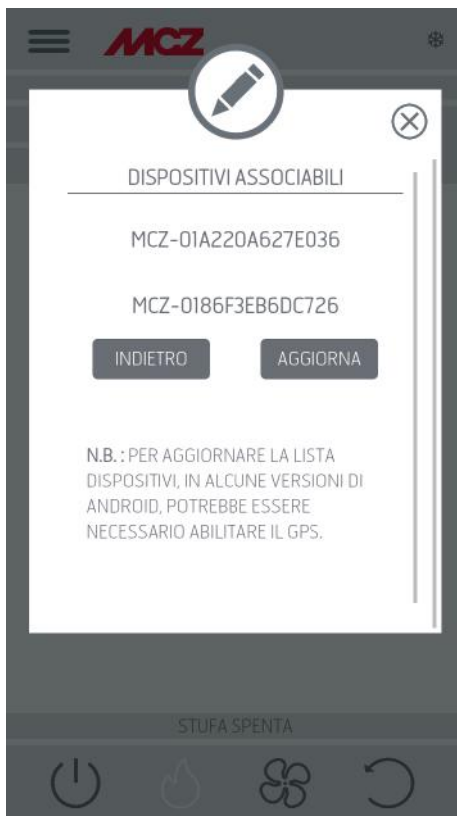 MCZ
DISPOSITIVI ASSOCIABILI
MCZ-01A220A627E036
MCZ-0186F3EB6DC726
INDIETRO AGGIORNA
N.B. : PER AGGIORNARE LA LISTA
DISPOSITIVI, IN ALCUNE VERSIONI DI
ANDROID, POTREBBE ESSERE
NECESSARIO ABILITARE IL GPS.
STUFA SPENTA